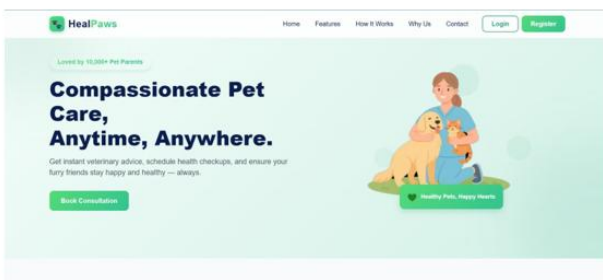 HealPaws
Home
Features
How It Works
Why Us
Contact
Login
Register
Loved by 10,000+ Pet Parents
Compassionate Pet
Care,
Anytime, Anywhere.
Get instant veterinary advice, schedule health checkups, and ensure your
furry friends stay happy and healthy — always.
Book Consultation
Healthy Pets, Happy Hearts